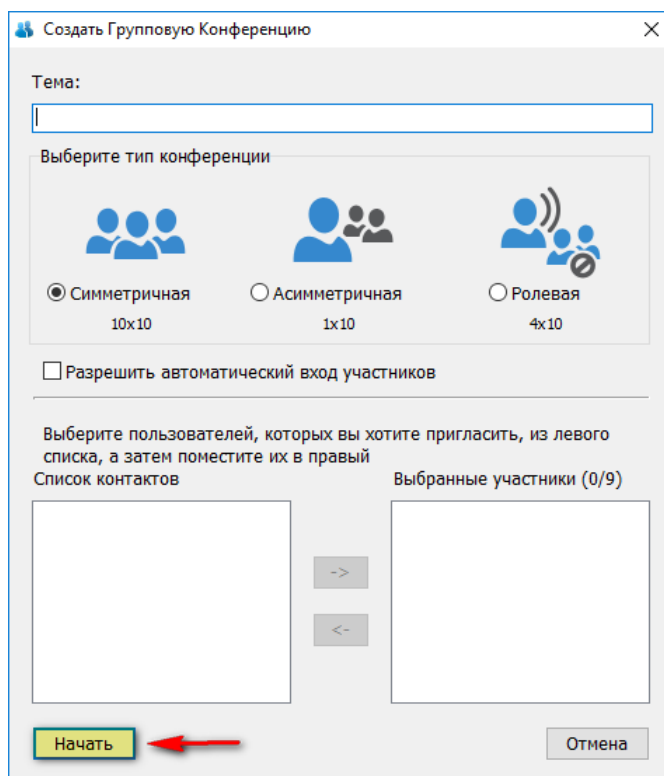 Создать Групповую Конференцию
Тема:
Выберите тип конференции
Симметричная Асимметричная Ролевая
10x10 1x10 4x10
Разрешить автоматический вход участников
Выберите пользователей, которых вы хотите пригласить, из левого
списка, а затем поместите их в правый
Список контактов Выбранные участники (0/9)
->
<-
Начать Отмена